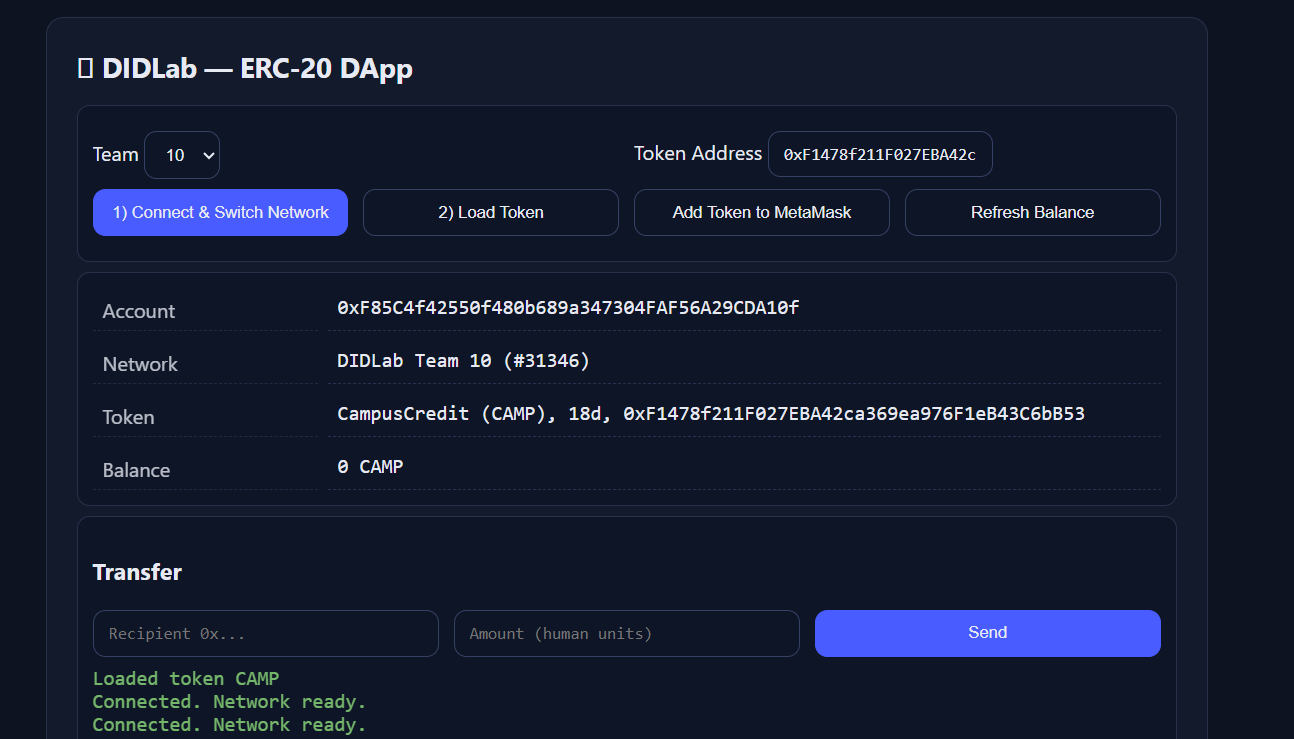 DIDLab — ERC-20 DApp
Team 10 Token Address 0xF1478f211F027EBA42c
1) Connect & Switch Network 2) Load Token Add Token to MetaMask Refresh Balance
Account 0xF85C4f42550f480b689a347304FAF56A29CDA10f
Network DIDLab Team 10 (#31346)
Token CampusCredit (CAMP), 18d, 0xF1478f211F027EBA42ca369ea976F1eB43C6bB53
Balance 0 CAMP
Transfer
Recipient 0x... Amount (human units) Send
Loaded token CAMP
Connected. Network ready.
Connected. Network ready.